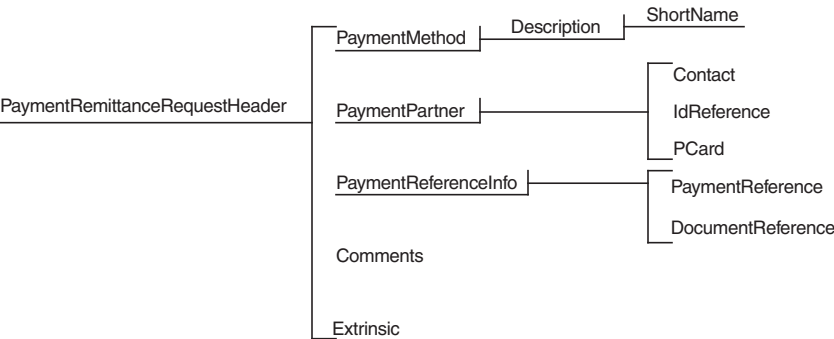 ShortName
Description
PaymentMethod
Contact
PaymentRemittanceRequestHeader
PaymentPartner
IdReference
PCard
PaymentReferenceInfo
PaymentReference
DocumentReference
Comments
Extrinsic